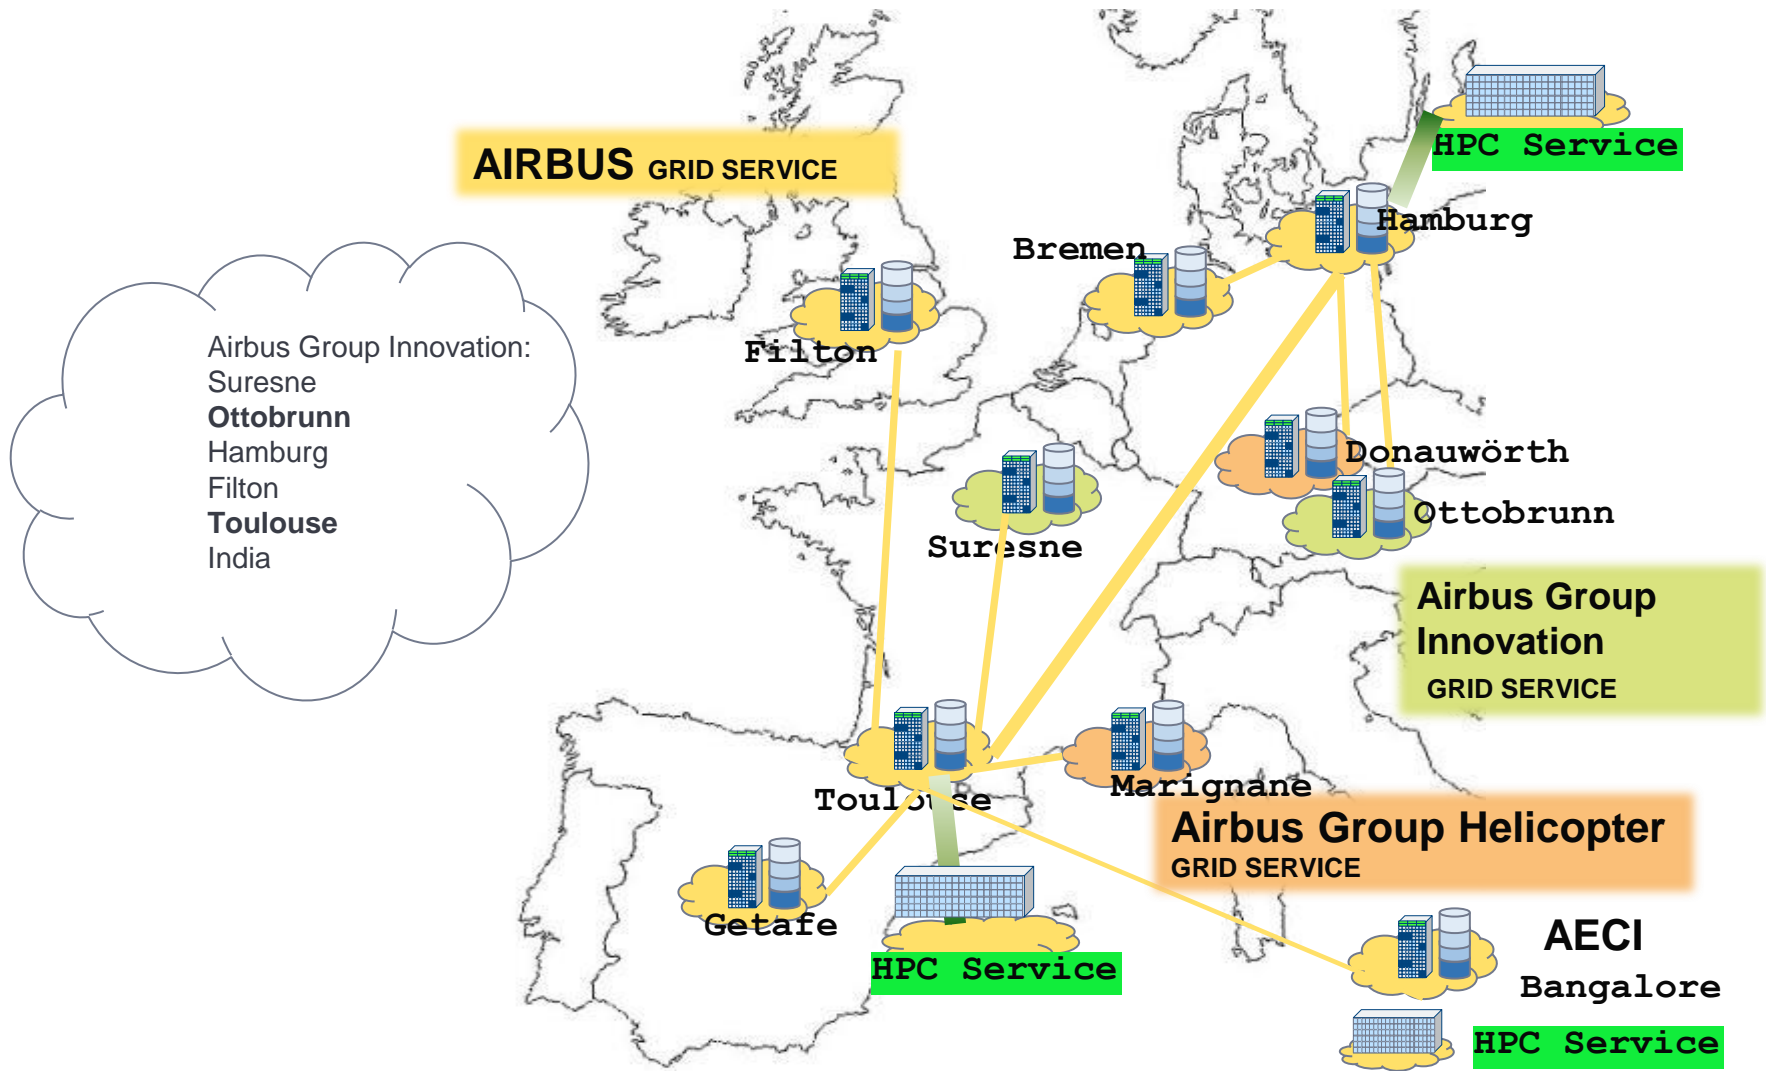 HPC Service
AIRBUS GRID SERVICE
Hamburg
Bremen
Filton
Airbus Group Innovation:
Suresne
Ottobrunn
Hamburg
Filton
Toulouse
India
Donauwörth
Ottobrunn
Suresne
Airbus Group
Innovation
GRID SERVICE
Toulouse
Marignane
Airbus Group Helicopter
GRID SERVICE
Getafe
HPC Service
AECI
Bangalore
HPC Service